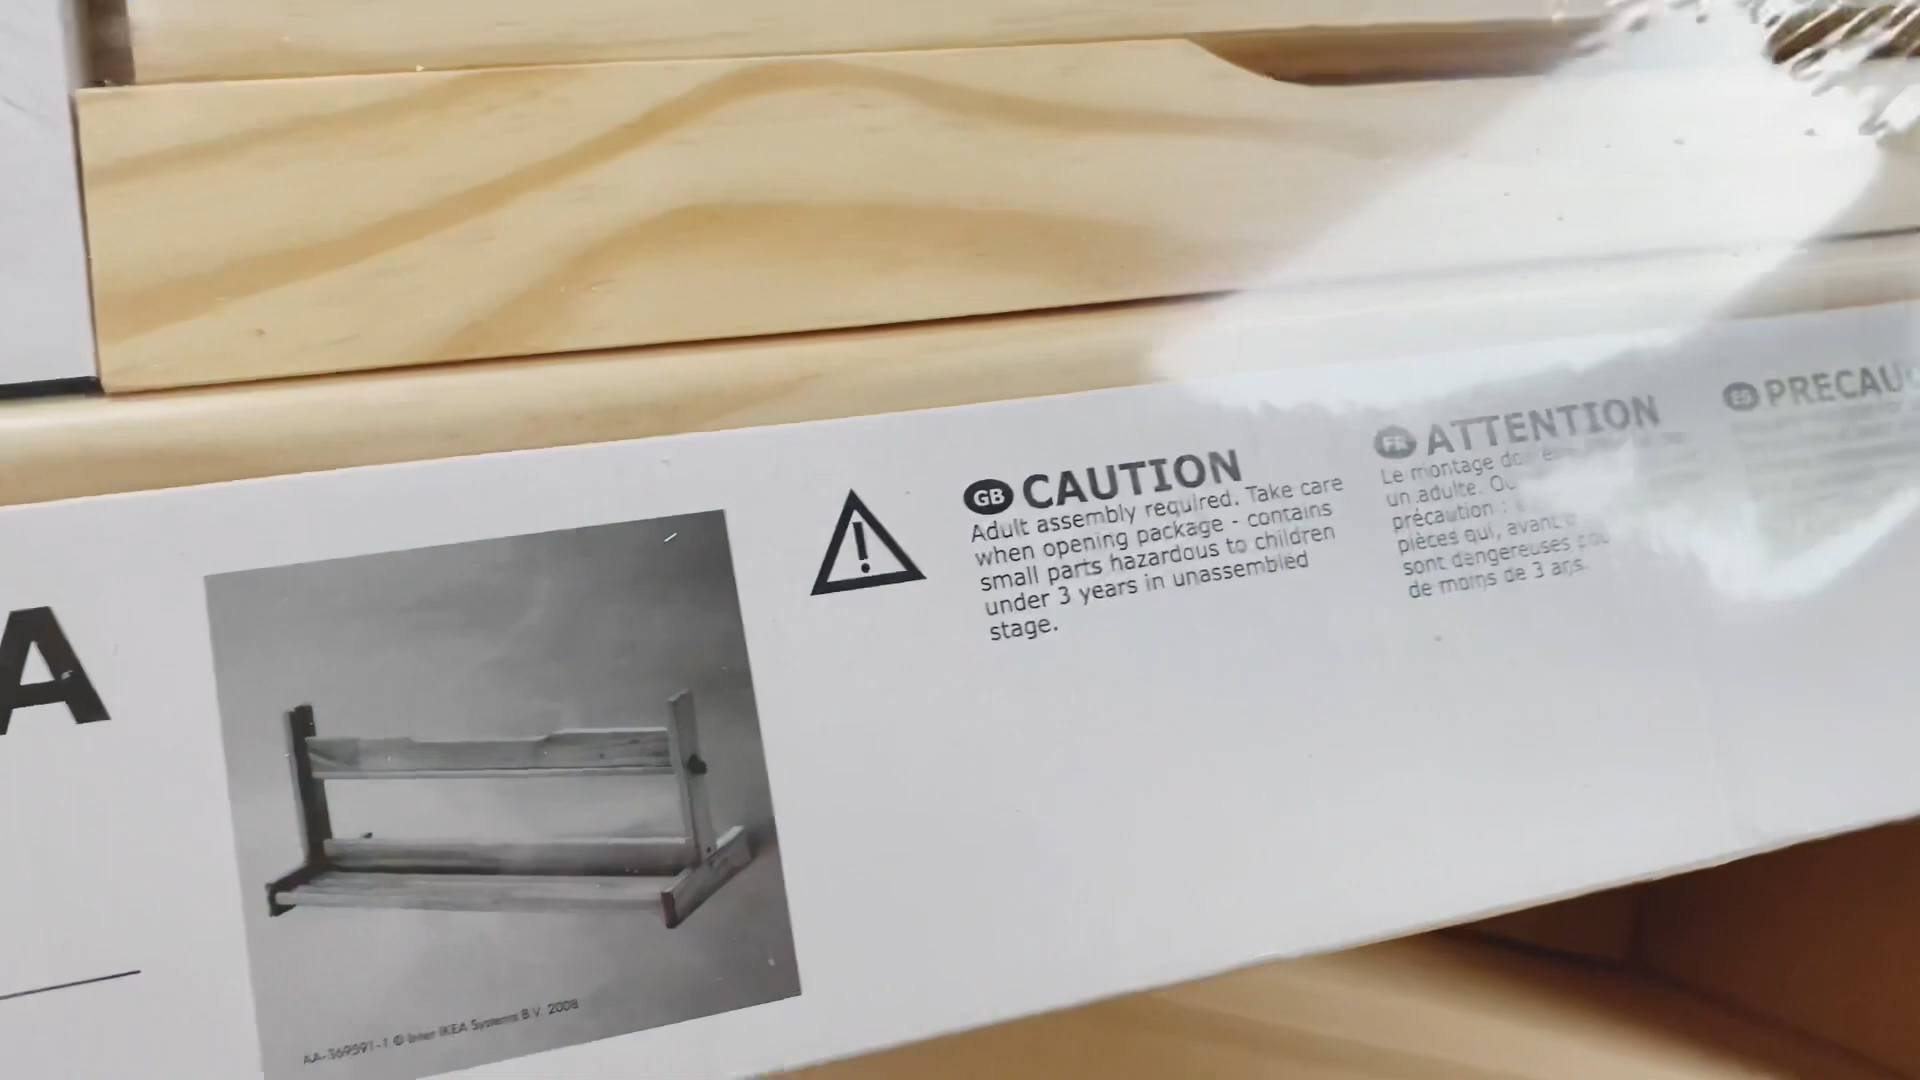 A
GB CAUTION
Adult assembly required. Take care
when opening package - contains
small parts hazardous to children
under 3 years in unassembled
stage.
FR ATTENTION
Le montage
un adulte.
précaution :
pièces qui, avant
sont dangereuses
de moins de 3 ans.
ES PRECAU
AA-369591-1 © Inter IKEA Systems B.V. 2008